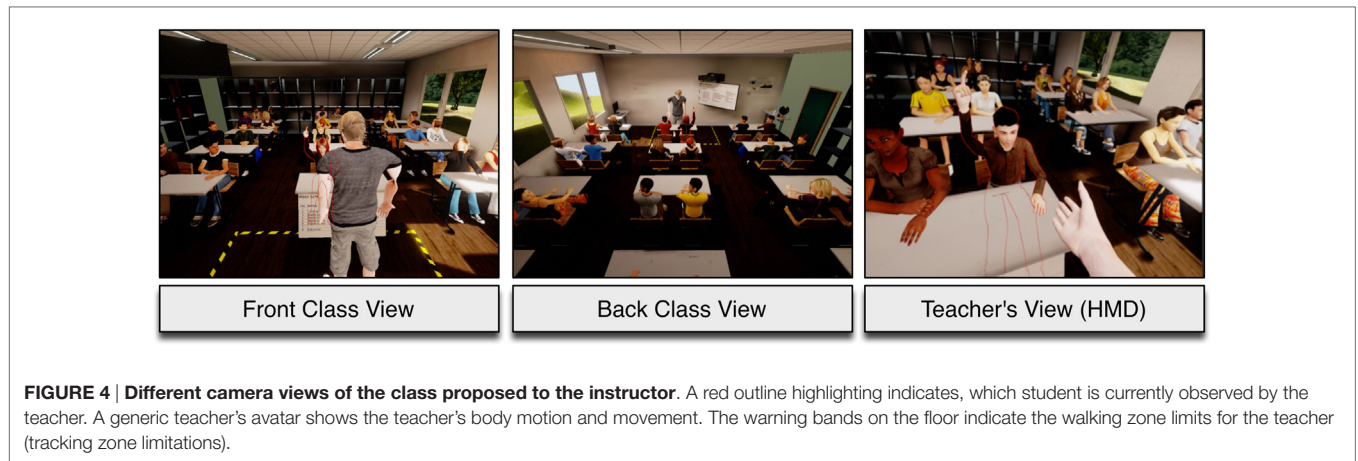 Front Class View
Back Class View
Teacher's View (HMD)
FIGURE 4 | Different camera views of the class proposed to the instructor. A red outline highlighting indicates, which student is currently observed by the
teacher. A generic teacher's avatar shows the teacher's body motion and movement. The warning bands on the floor indicate the walking zone limits for the teacher
(tracking zone limitations).